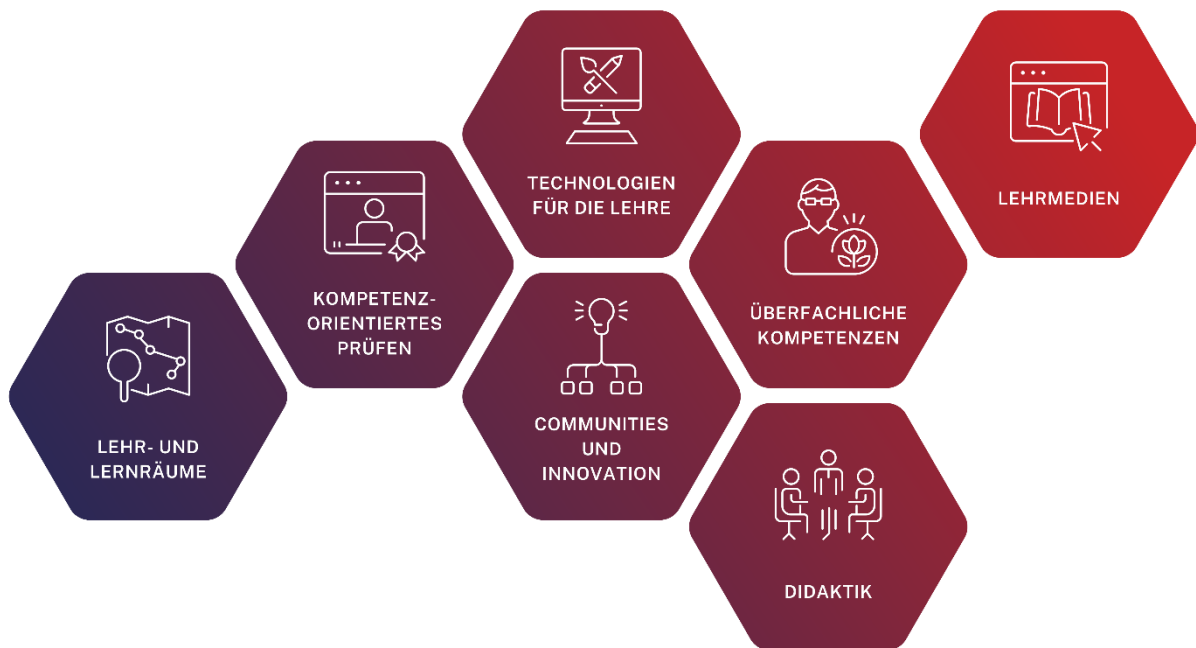 LEHR- UND
LERNRÄUME
KOMPETENZ-
ORIENTIERTES
PRÜFEN
TECHNOLOGIEN
FÜR DIE LEHRE
COMMUNITIES
UND
INNOVATION
ÜBERFACHLICHE
KOMPETENZEN
DIDAKTIK
LEHRMEDIEN